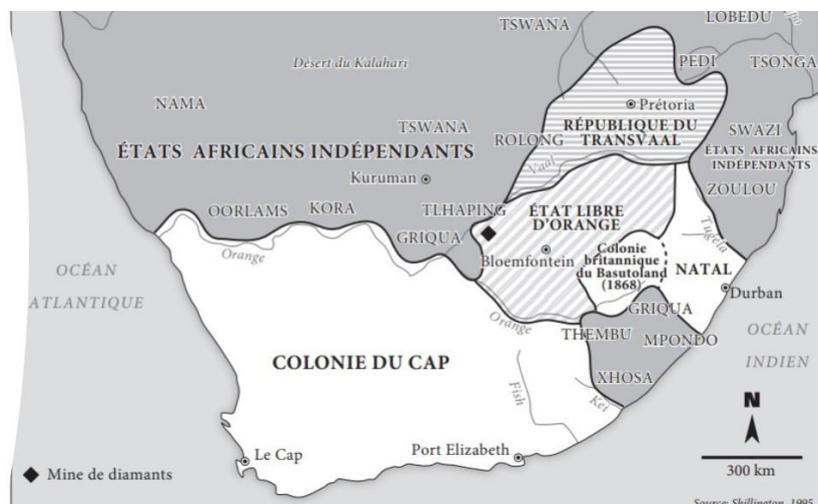 TSWANA
LOBEDU
Désert du Kalahari
PEDI
TSONGA
NAMA
Prétoria
TSWANA
ROLONG
RÉPUBLIQUE DU
TRANSVAAL
SWAZI
ÉTATS AFRICAINS INDÉPENDANTS
ÉTATS AFRICAINS
INDÉPENDANTS
Vaal
Kuruman
ZOULOU
OORLAMS
KORA
TLHAPING
ÉTAT LIBRE
D'ORANGE
Tugela
GRIQUA
Orange
Bloemfontein
Colonie
britannique
du Basutoland
(1868)
NATAL
OCÉAN
ATLANTIQUE
Durban
GRIQUA
Orange
THEMBU
MPONDO
OCÉAN
INDIEN
COLONIE DU CAP
XHOSA
Fish
Kei
N
Le Cap
Port Elizabeth
300 km
Mine de diamants
Source: Shillington, 1995